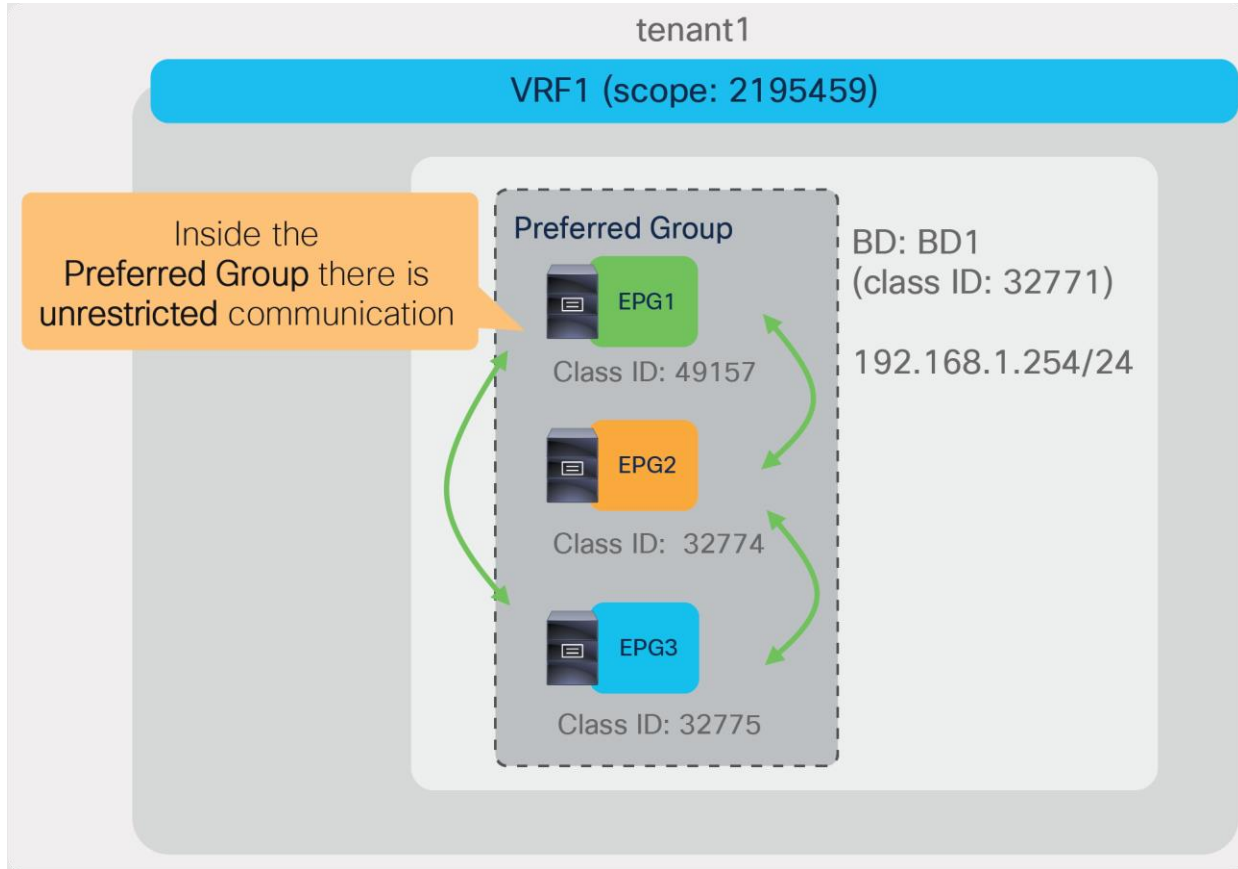 tenant1
VRF1 (scope: 2195459)
Inside the
Preferred Group there is
unrestricted communication
Preferred Group
EPG1
Class ID: 49157
EPG2
Class ID: 32774
EPG3
Class ID: 32775
BD: BD1
(class ID: 32771)
192.168.1.254/24